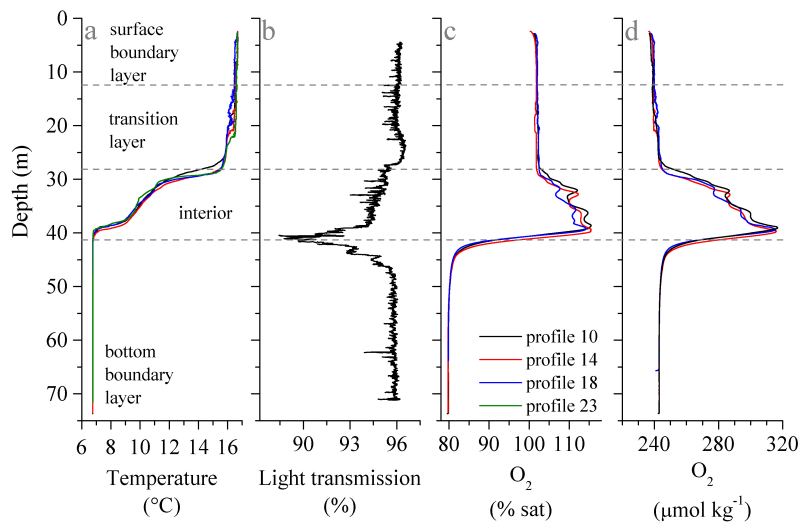 a
b
c
d
surface
boundary
layer
transition
layer
interior
bottom
boundary
layer
Depth (m)
0
10
20
30
40
50
60
70
profile 10
profile 14
profile 18
profile 23
6 8 10 12 14 16
90 93 96
80 90 100 110
240 280 320
Temperature
(°C)
Light transmission
(%)
O2
(% sat)
O2
(μmol kg-1)